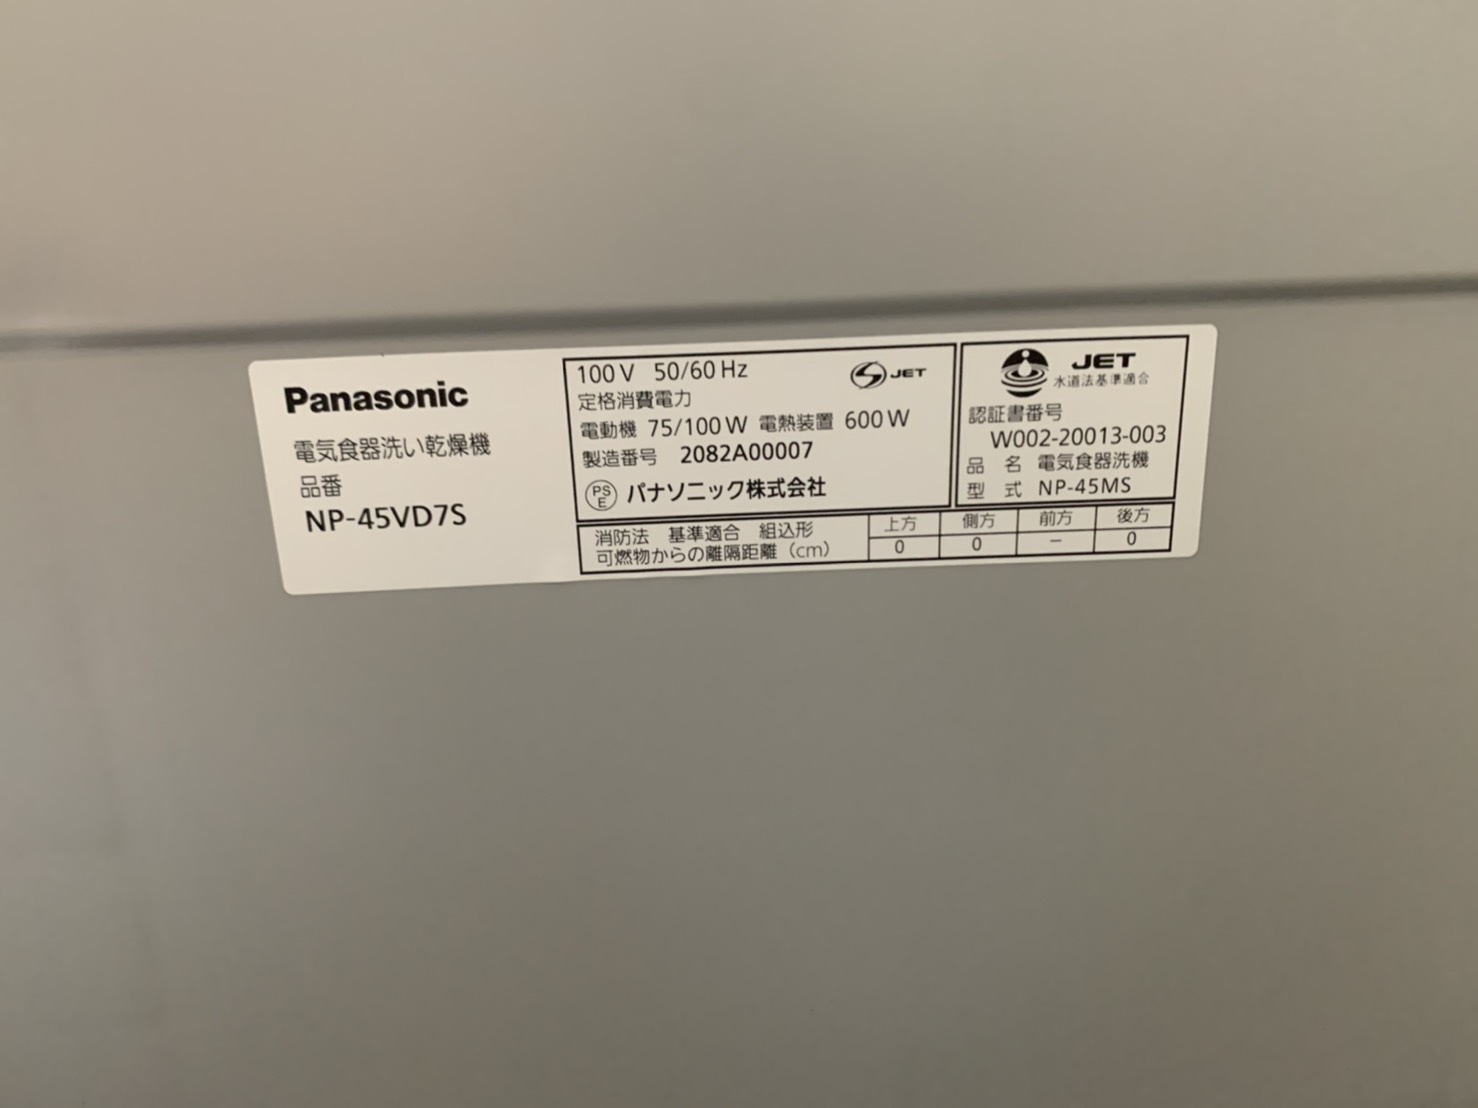 Panasonic
電気食器洗い乾燥機
品番
NP-45VD7S
100V 50/60Hz
JET
定格消費電力
電動機 75/100W 電熱装置 600W
製造番号 2082A00007
PSE パナソニック株式会社
JET
水道法基準適合
認証書番号
W002-20013-003
品 名 電気食器洗機
型 式 NP-45MS
消防法 基準適合 組込形
可燃物からの離隔距離（cm）
上方 側方 前方 後方
0 0 − 0